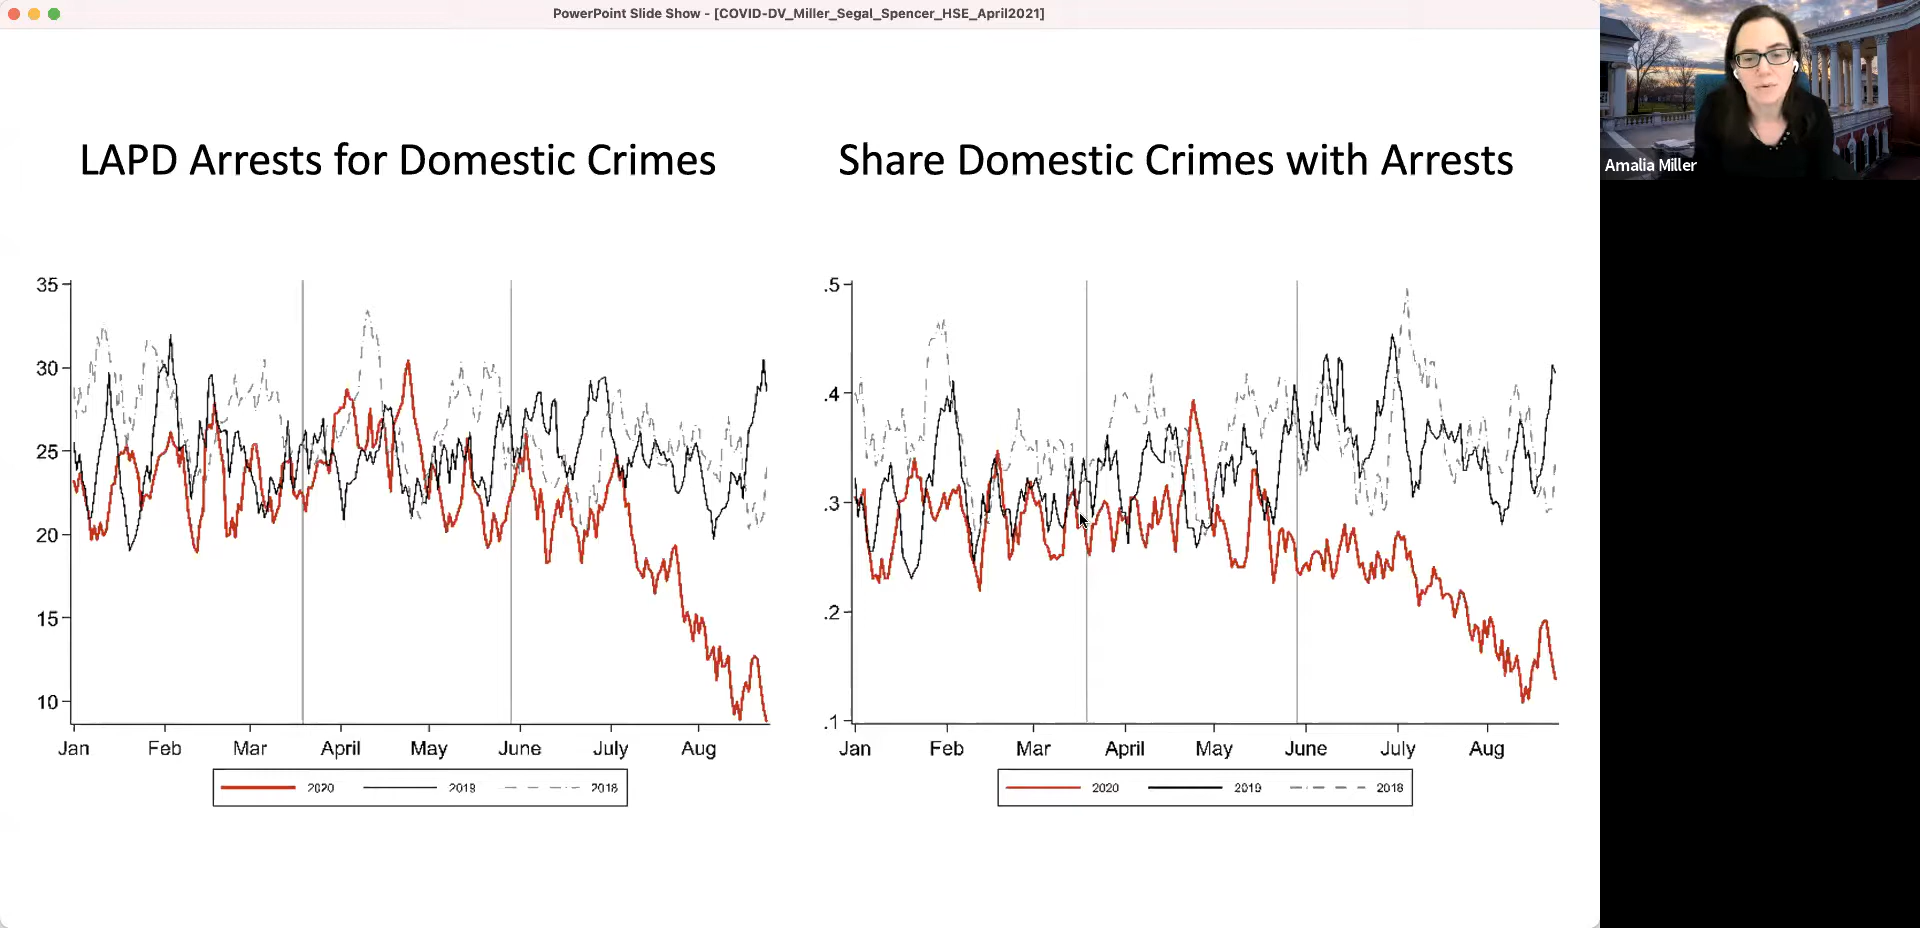 PowerPoint Slide Show - [COVID-DV_Miller_Segal_Spencer_HSE_April2021]
LAPD Arrests for Domestic Crimes
35
30
25
20
15
10
Jan Feb Mar April May June July Aug
2020 2019 2018
Share Domestic Crimes with Arrests
.5
.4
.3
.2
.1
Jan Feb Mar April May June July Aug
2020 2019 2018
Amalia Miller